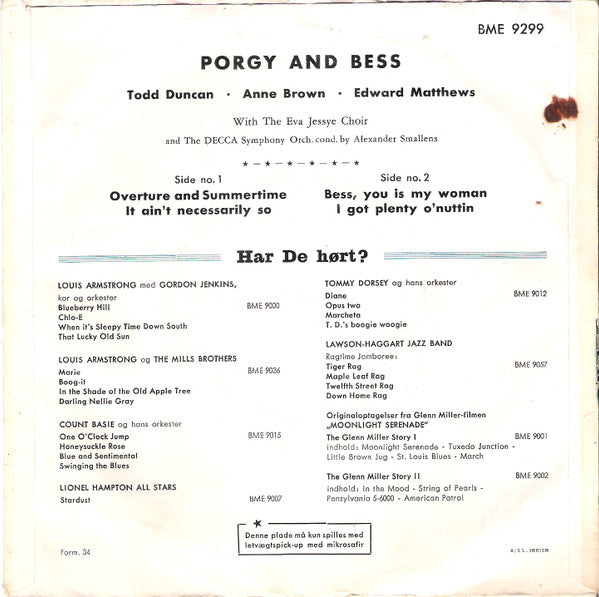 BME 9299
PORGY AND BESS
Todd Duncan · Anne Brown · Edward Matthews
With The Eva Jessye Choir
and The DECCA Symphony Orch. cond. by Alexander Smallens
Side no. 1
Overture and Summertime
It ain't necessarily so
Side no. 2
Bess, you is my woman
I got plenty o'nuttin
Har De hørt?
LOUIS ARMSTRONG med GORDON JENKINS,
kor og orkester
Blueberry Hill BME 9000
Chlo-E
When it's Sleepy Time Down South
That Lucky Old Sun
LOUIS ARMSTRONG og THE MILLS BROTHERS
Marie BME 9036
Boog-it
In the Shade of the Old Apple Tree
Darling Nellie Gray
COUNT BASIE og hans orkester
One O'Clock Jump BME 9015
Honeysuckle Rose
Blue and Sentimental
Swinging the Blues
LIONEL HAMPTON ALL STARS
Stardust BME 9007
TOMMY DORSEY og hans orkester
Diane BME 9012
Opus two
Marcheta
T. D.'s boogie woogie
LAWSON-HAGGART JAZZ BAND
Ragtime Jamboree:
Tiger Rag BME 9057
Maple Leaf Rag
Twelfth Street Rag
Down Home Rag
Originaloptagelser fra Glenn Miller-filmen
„MOONLIGHT SERENADE"
The Glenn Miller Story I BME 9001
indhold: Moonlight Serenade - Tuxedo Junction -
Little Brown Jug - St. Louis Blues - March
The Glenn Miller Story II BME 9002
indhold: In the Mood - String of Pearls -
Pensylvania 5-6000 - American Patrol
Denne plade må kun spilles med
letvægtspick-up med mikrosafir
Form. 34